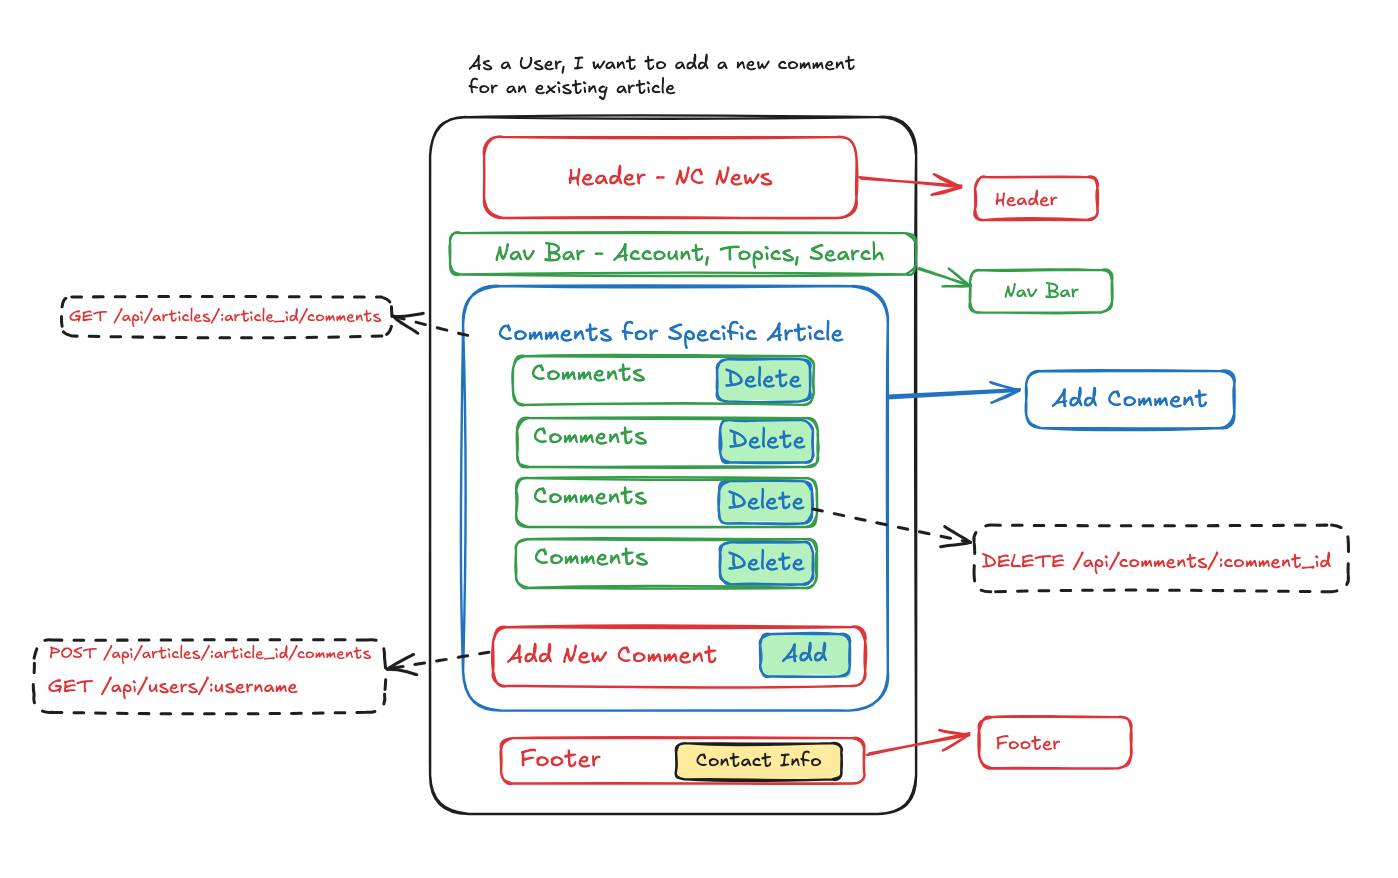 As a User, I want to add a new comment
for an existing article
Header - NC News
Header
Nav Bar - Account, Topics, Search
Nav Bar
GET /api/articles/:article_id/comments
Comments for Specific Article
Comments
Delete
Add Comment
Comments
Delete
Comments
Delete
Comments
Delete
DELETE /api/comments/:comment_id
POST /api/articles/:article_id/comments
GET /api/users/:username
Add New Comment
Add
Footer
Contact Info
Footer